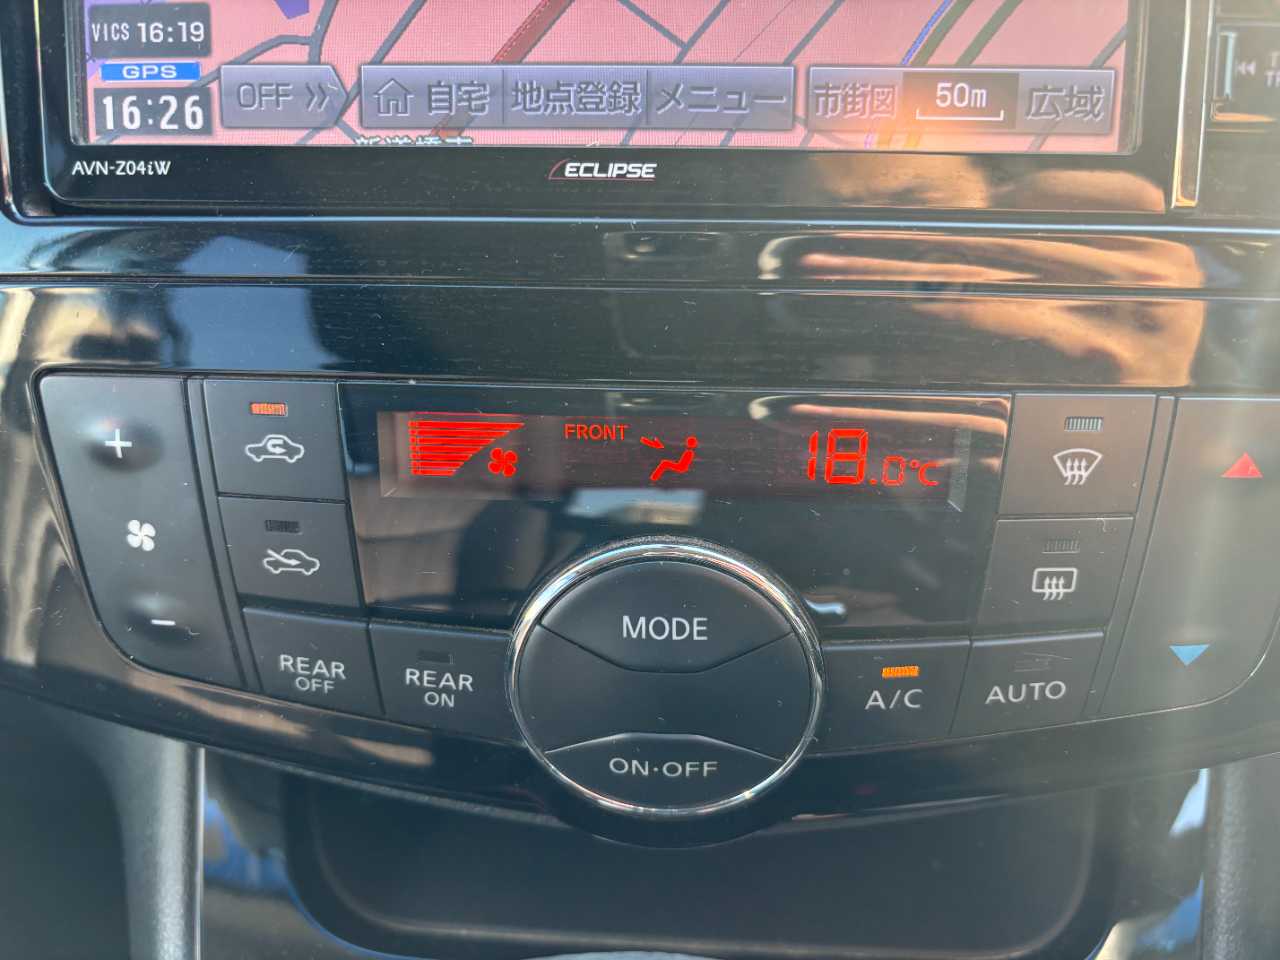 VICS 16:19
GPS
16:26
OFF
自宅
地点登録
メニュー
市街図
50m
広域
AVN-Z04iW
ECLIPSE
FRONT
18.0℃
REAR
OFF
REAR
ON
MODE
ON·OFF
A/C
AUTO